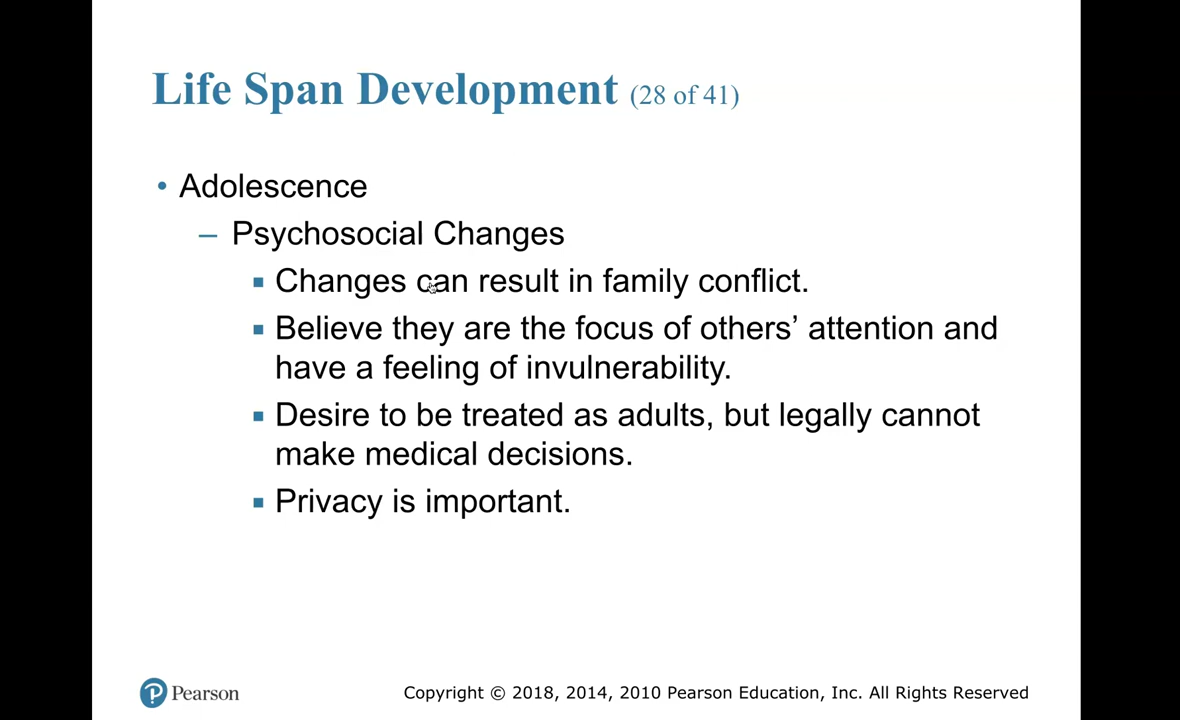 Life Span Development (28 of 41)
• Adolescence
– Psychosocial Changes
▪ Changes can result in family conflict.
▪ Believe they are the focus of others’ attention and
have a feeling of invulnerability.
▪ Desire to be treated as adults, but legally cannot
make medical decisions.
▪ Privacy is important.
P Pearson
Copyright © 2018, 2014, 2010 Pearson Education, Inc. All Rights Reserved